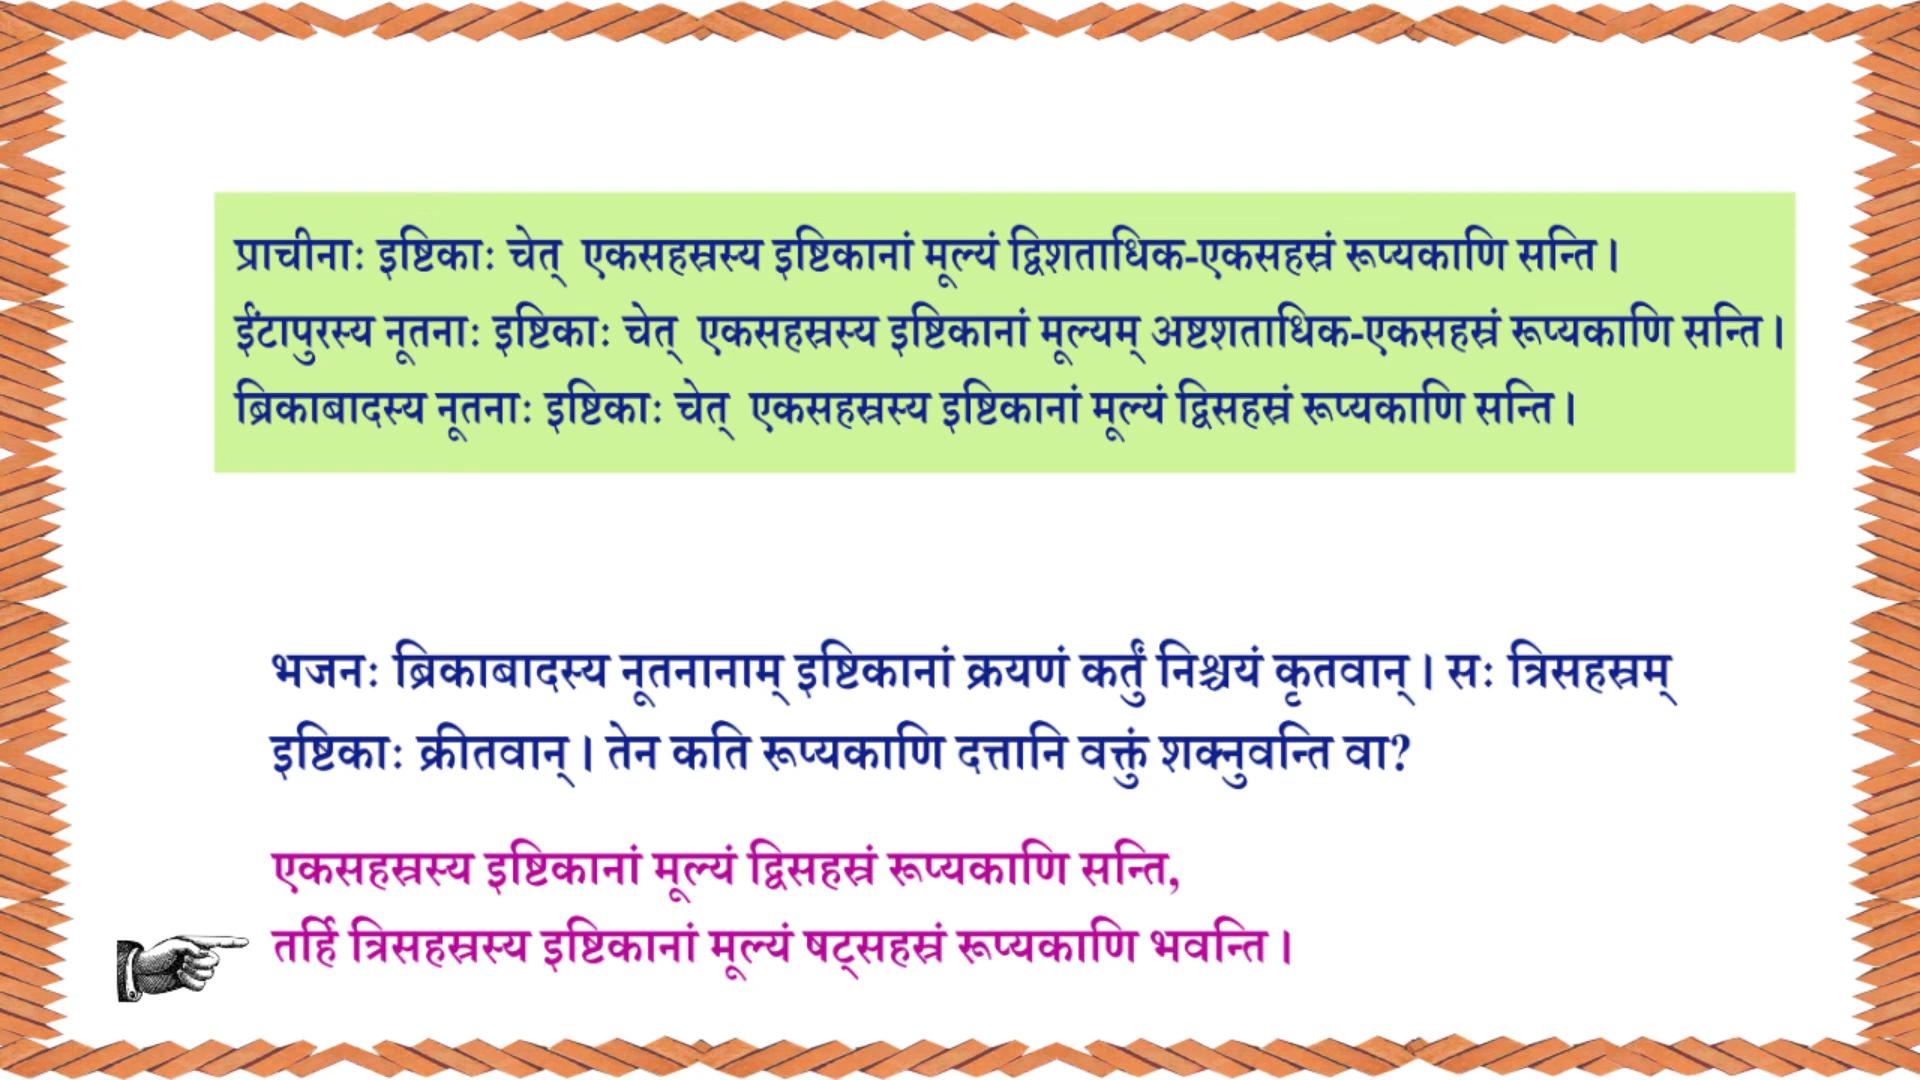 प्राचीनाः इष्टिकाः चेत् एकसहस्रस्य इष्टिकानां मूल्यं द्विशताधिक-एकसहस्रं रूप्यकाणि सन्ति।
ईंटापुरस्य नूतनाः इष्टिकाः चेत् एकसहस्रस्य इष्टिकानां मूल्यम् अष्टशताधिक-एकसहस्रं रूप्यकाणि सन्ति।
ब्रिकाबादस्य नूतनाः इष्टिकाः चेत् एकसहस्रस्य इष्टिकानां मूल्यं द्विसहस्रं रूप्यकाणि सन्ति।
भजनः ब्रिकाबादस्य नूतनानाम् इष्टिकानां क्रयणं कर्तुं निश्चयं कृतवान्। सः त्रिसहस्रम्
इष्टिकाः क्रीतवान्। तेन कति रूप्यकाणि दत्तानि वक्तुं शक्नुवन्ति वा?
एकसहस्रस्य इष्टिकानां मूल्यं द्विसहस्रं रूप्यकाणि सन्ति,
तर्हि त्रिसहस्रस्य इष्टिकानां मूल्यं षट्सहस्रं रूप्यकाणि भवन्ति।